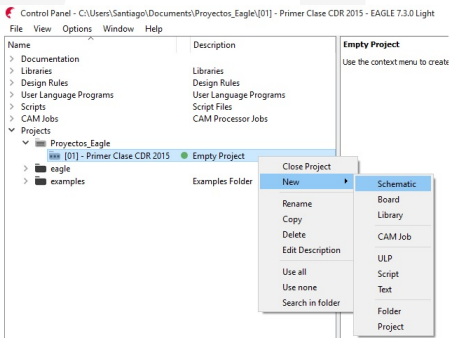 Control Panel - C:\Users\Santiago\Documents\Proyectos_Eagle\[01] - Primer Clase CDR 2015 - EAGLE 7.3.0 Light
File View Options Window Help
Name Description
Documentation
Libraries Libraries
Design Rules Design Rules
User Language Programs User Language Programs
Scripts Script Files
CAM Jobs CAM Processor Jobs
Projects
Proyectos_Eagle
[01] - Primer Clase CDR 2015 Empty Project
eagle
examples Examples Folder
Empty Project
Use the context menu to create
Close Project
New
Rename
Copy
Delete
Edit Description
Use all
Use none
Search in folder
Schematic
Board
Library
CAM Job
ULP
Script
Text
Folder
Project